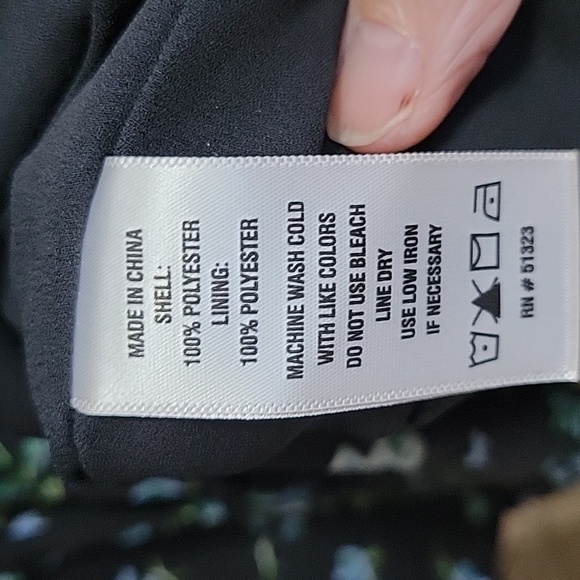 MADE IN CHINA
SHELL:
100% POLYESTER
LINING:
100% POLYESTER
MACHINE WASH COLD
WITH LIKE COLORS
DO NOT USE BLEACH
LINE DRY
USE LOW IRON
IF NECESSARY
RN # 51323